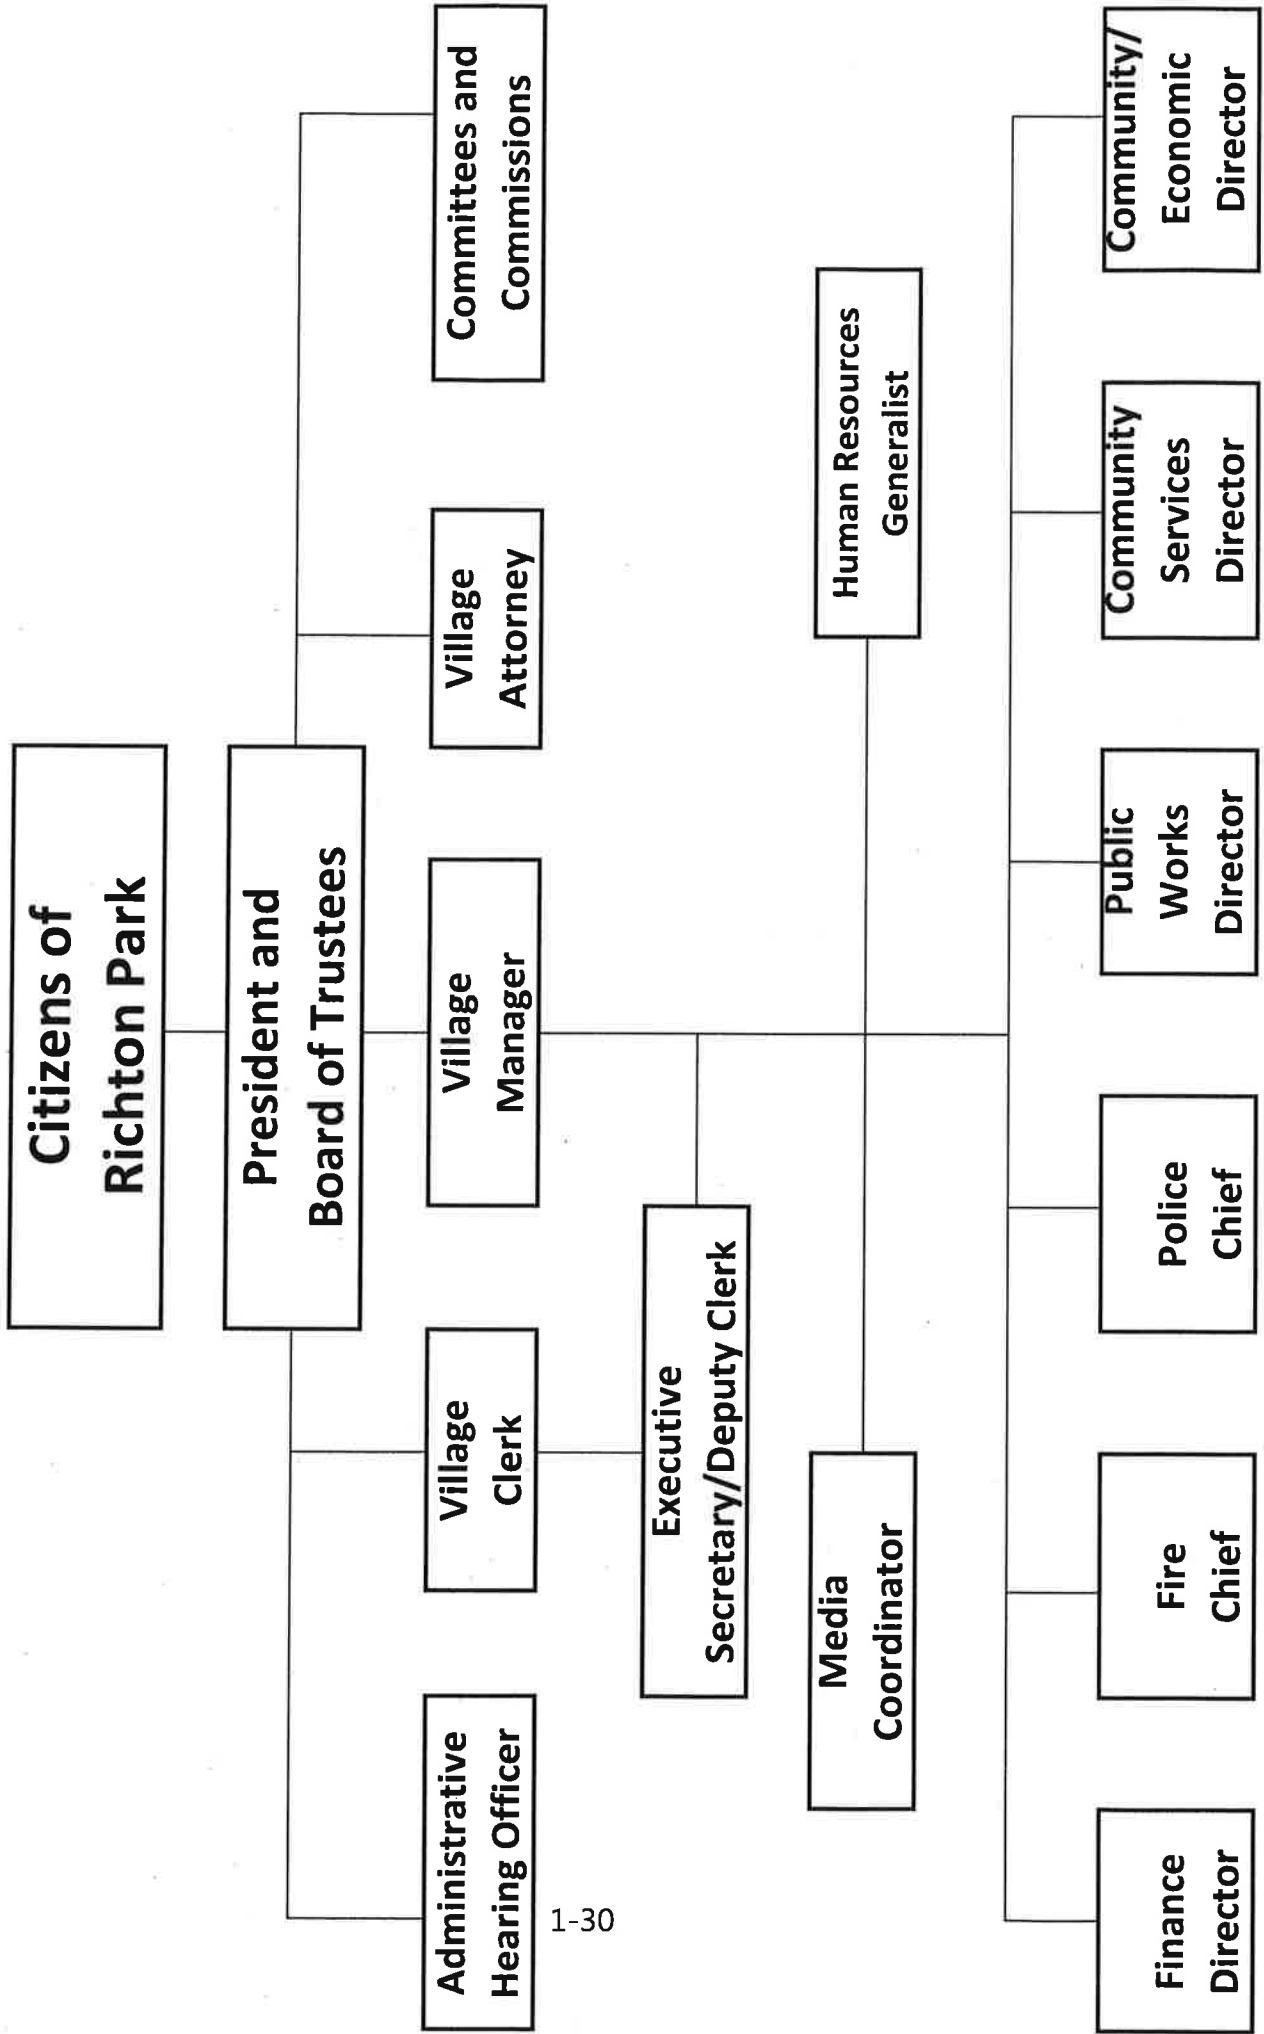 Citizens of
Richton Park
President and
Board of Trustees
Administrative
Hearing Officer
Village
Clerk
Village
Manager
Village
Attorney
Committees and
Commissions
Executive
Secretary/Deputy Clerk
Media
Coordinator
Human Resources
Generalist
Finance
Director
Fire
Chief
Police
Chief
Public
Works
Director
Community
Services
Director
Community/
Economic
Director
1-30